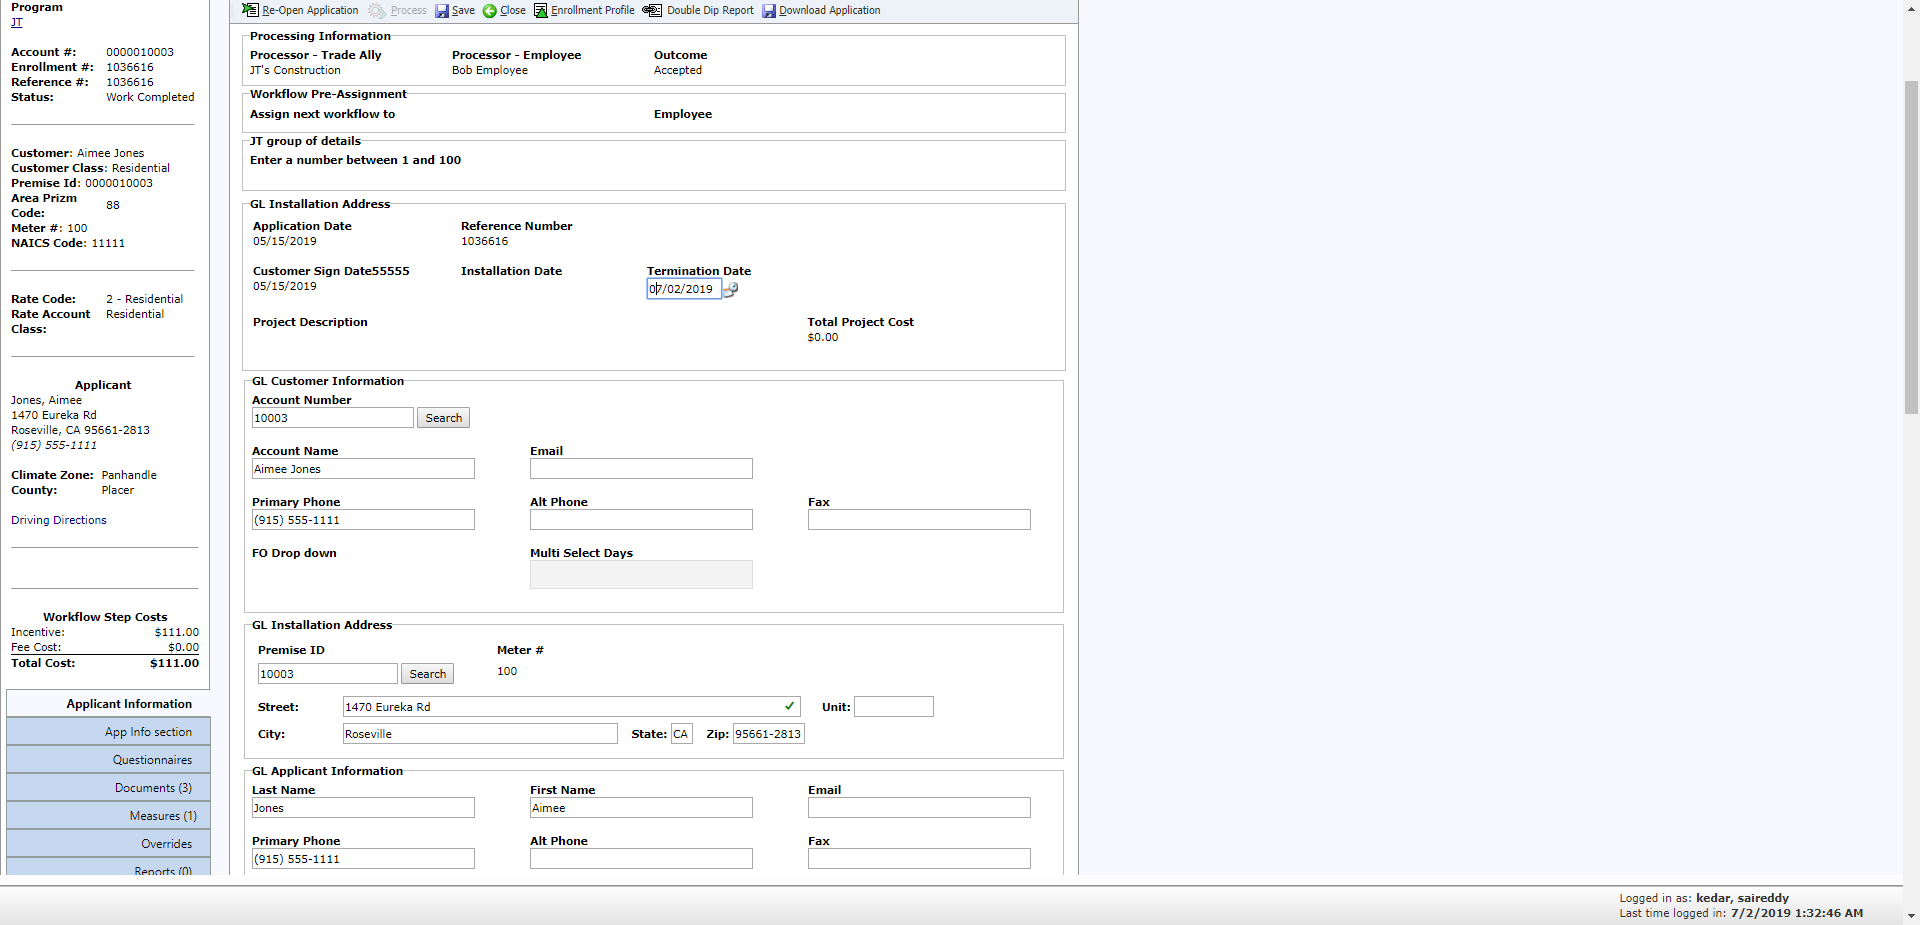 Program
JT
Account #: 0000010003
Enrollment #: 1036616
Reference #: 1036616
Status: Work Completed
Customer: Aimee Jones
Customer Class: Residential
Premise Id: 0000010003
Area Prizm Code: 88
Meter #: 100
NAICS Code: 11111
Rate Code: 2 - Residential
Rate Account Class: Residential
Applicant
Jones, Aimee
1470 Eureka Rd
Roseville, CA 95661-2813
(915) 555-1111
Climate Zone: Panhandle
County: Placer
Driving Directions
Workflow Step Costs
Incentive: $111.00
Fee Cost: $0.00
Total Cost: $111.00
Applicant Information
App Info section
Questionnaires
Documents (3)
Measures (1)
Overrides
Reports (0)
Re-Open Application Process Save Close Enrollment Profile Double Dip Report Download Application
Processing Information
Processor - Trade Ally Processor - Employee Outcome
JT's Construction Bob Employee Accepted
Workflow Pre-Assignment
Assign next workflow to Employee
JT group of details
Enter a number between 1 and 100
GL Installation Address
Application Date Reference Number
05/15/2019 1036616
Customer Sign Date55555 Installation Date Termination Date
05/15/2019 07/02/2019
Project Description Total Project Cost
$0.00
GL Customer Information
Account Number
10003 Search
Account Name Email
Aimee Jones
Primary Phone Alt Phone Fax
(915) 555-1111
FO Drop down Multi Select Days
GL Installation Address
Premise ID Meter #
10003 Search 100
Street: 1470 Eureka Rd Unit:
City: Roseville State: CA Zip: 95661-2813
GL Applicant Information
Last Name First Name Email
Jones Aimee
Primary Phone Alt Phone Fax
(915) 555-1111
Logged in as: kedar, saireddy
Last time logged in: 7/2/2019 1:32:46 AM